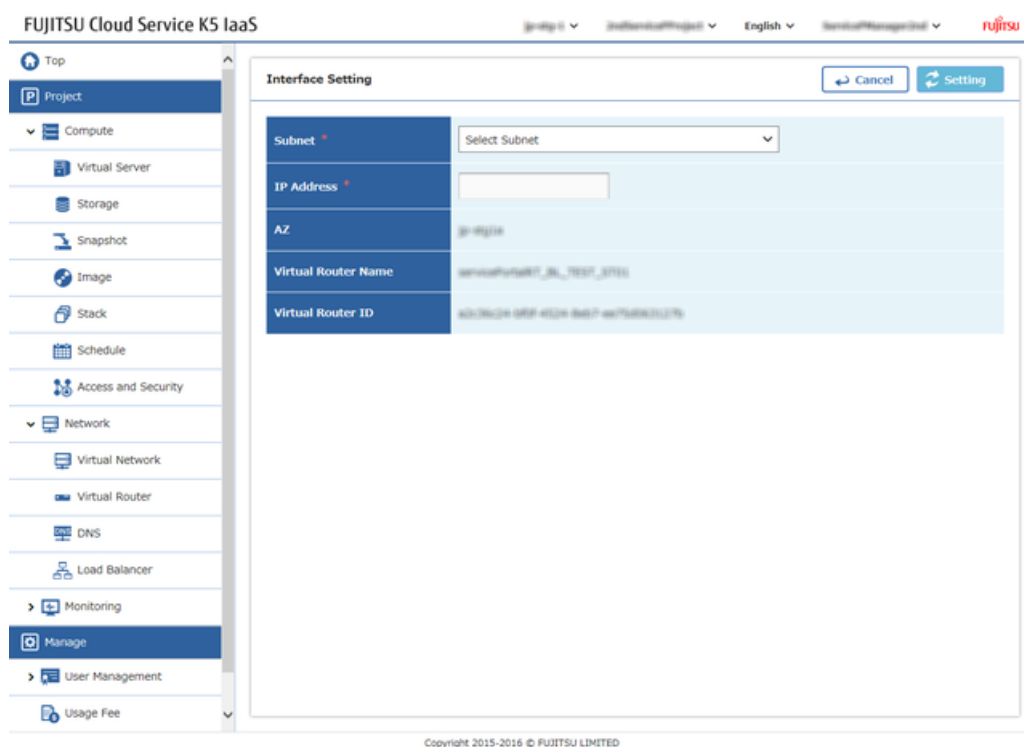 FUJITSU Cloud Service K5 IaaS
English
FUJITSU
Top
Project
Compute
Virtual Server
Storage
Snapshot
Image
Stack
Schedule
Access and Security
Network
Virtual Network
Virtual Router
DNS
DNS
Load Balancer
Monitoring
Manage
User Management
Usage Fee
Interface Setting
Cancel
Setting
Subnet *
Select Subnet
IP Address *
AZ
Virtual Router Name
Virtual Router ID
Copyright 2015-2016 © FUJITSU LIMITED